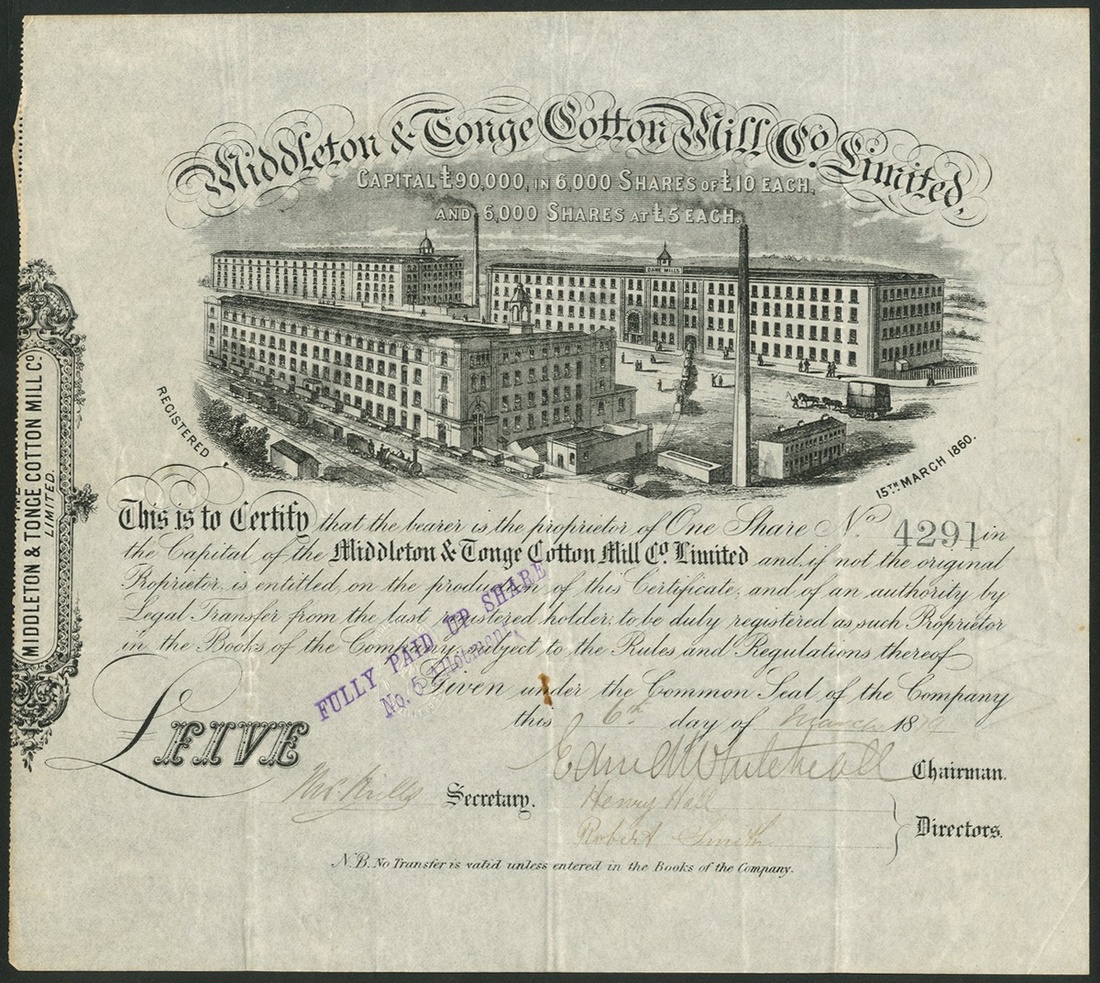 Middleton & Tonge Cotton Mill Co. Limited.
CAPITAL £90,000, IN 6,000 SHARES OF £10 EACH,
AND 6,000 SHARES AT £5 EACH.
DANE MILLS
REGISTERED
15TH MARCH 1860.
MIDDLETON & TONGE COTTON MILL CO
LIMITED.
This is to Certify that the bearer is the proprietor of One Share No. 4291 in
the Capital of the Middleton & Tonge Cotton Mill Co. Limited and, if not the original
Proprietor, is entitled, on the production of this Certificate, and of an authority by
Legal Transfer from the last registered holder, to be duly registered as such Proprietor
in the Books of the Company, subject to the Rules and Regulations thereof
FULLY PAID UP SHARE
No. 5 Allotment
Given under the Common Seal of the Company
this 6th day of March 18
£FIVE
Chairman.
Secretary.
Henry Hall
Robert Smith
Directors.
N.B. No Transfer is valid unless entered in the Books of the Company.